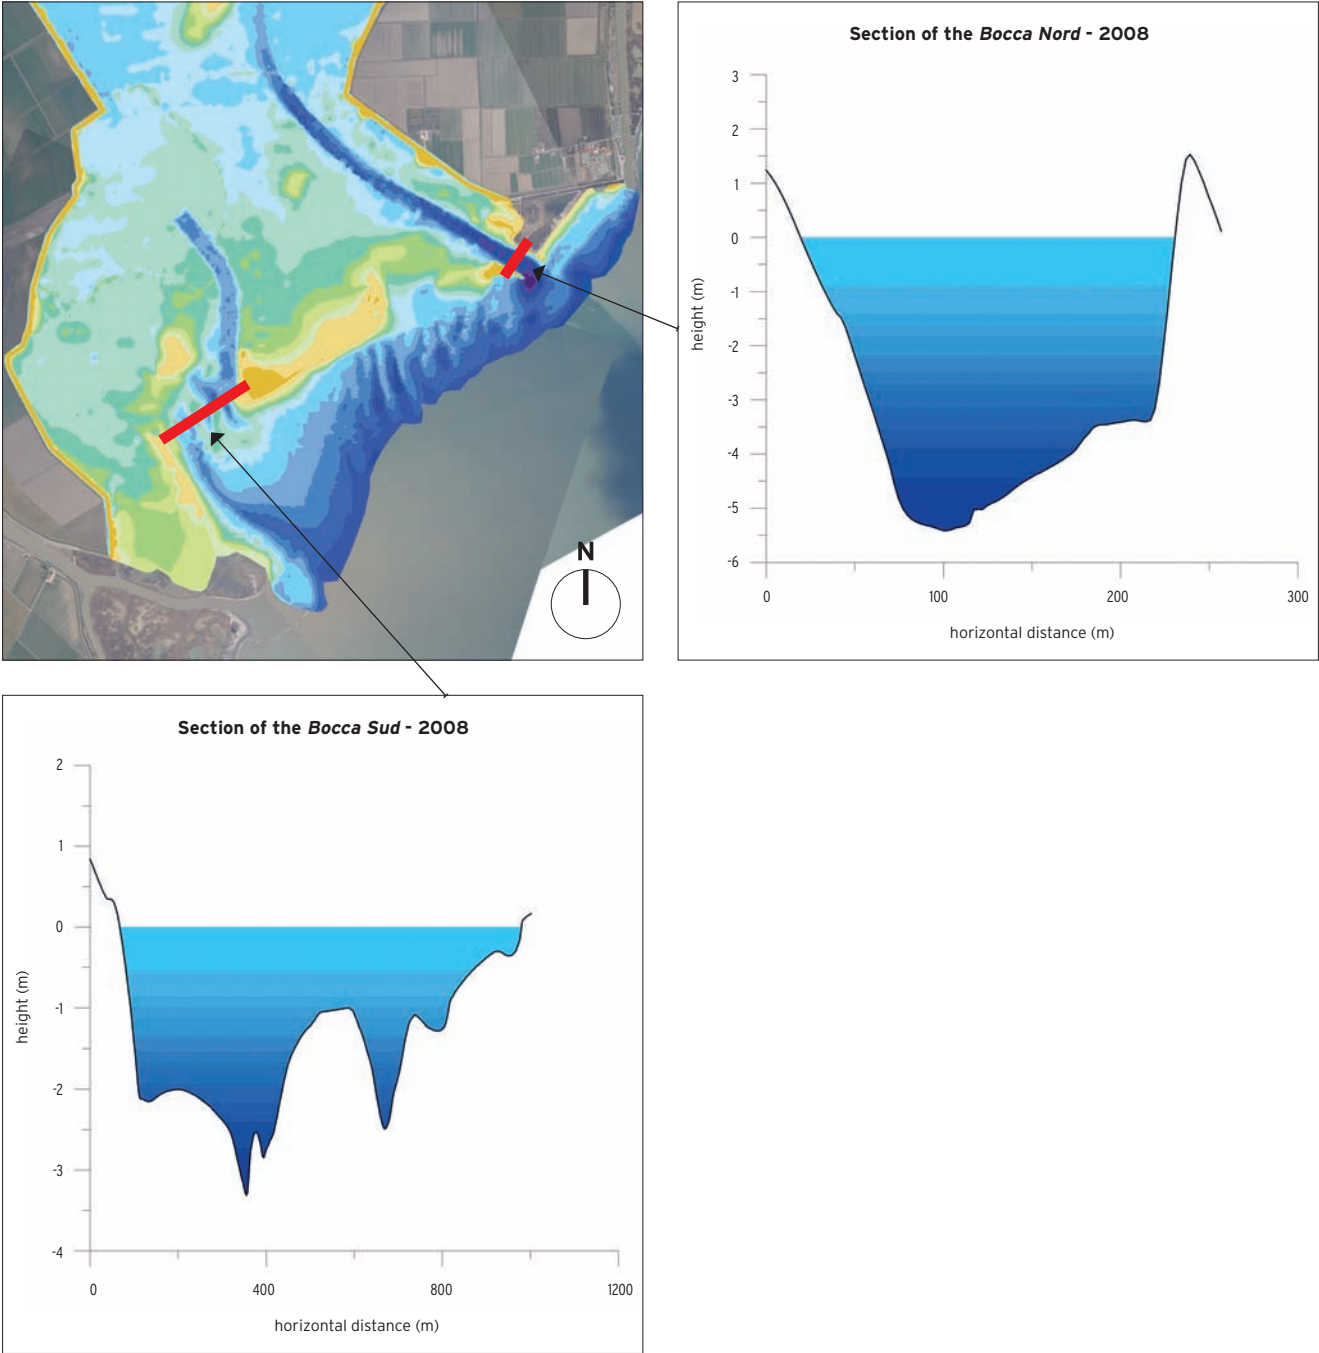 N
Section of the Bocca Nord - 2008
3
2
1
0
-1
-2
-3
-4
-5
-6
height (m)
0 100 200 300
horizontal distance (m)
Section of the Bocca Sud - 2008
2
1
0
-1
-2
-3
-4
height (m)
0 400 800 1200
horizontal distance (m)